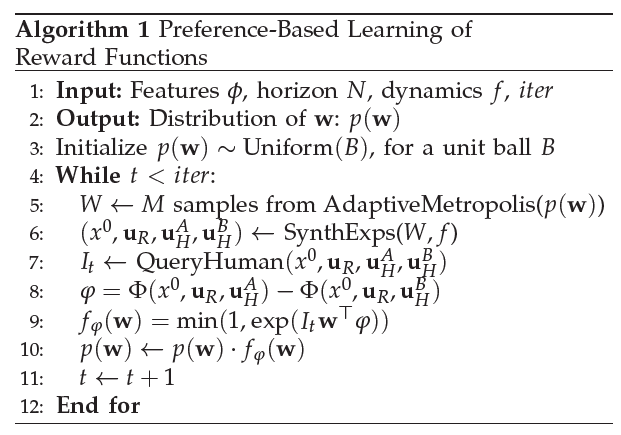 Algorithm 1 Preference-Based Learning of
Reward Functions
1: Input: Features ϕ, horizon N, dynamics f, iter
2: Output: Distribution of w: p(w)
3: Initialize p(w) ∼ Uniform(B), for a unit ball B
4: While t < iter:
5: W ← M samples from AdaptiveMetropolis(p(w))
6: (x⁰, u_R, u_H^A, u_H^B) ← SynthExps(W, f)
7: I_t ← QueryHuman(x⁰, u_R, u_H^A, u_H^B)
8: φ = Φ(x⁰, u_R, u_H^A) − Φ(x⁰, u_R, u_H^B)
9: f_φ(w) = min(1, exp(I_t w^⊤ φ))
10: p(w) ← p(w) · f_φ(w)
11: t ← t + 1
12: End for